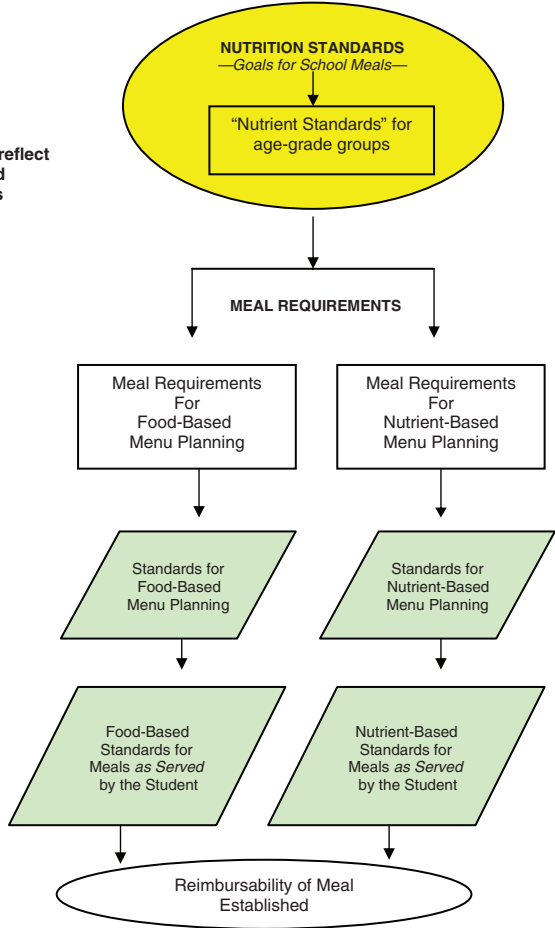 NUTRITION STANDARDS
—Goals for School Meals—
“Nutrient Standards” for
age-grade groups
reflect
MEAL REQUIREMENTS
Meal Requirements
For
Food-Based
Menu Planning
Meal Requirements
For
Nutrient-Based
Menu Planning
Standards for
Food-Based
Menu Planning
Standards for
Nutrient-Based
Menu Planning
Food-Based
Standards for
Meals as Served
by the Student
Nutrient-Based
Standards for
Meals as Served
by the Student
Reimbursability of Meal
Established